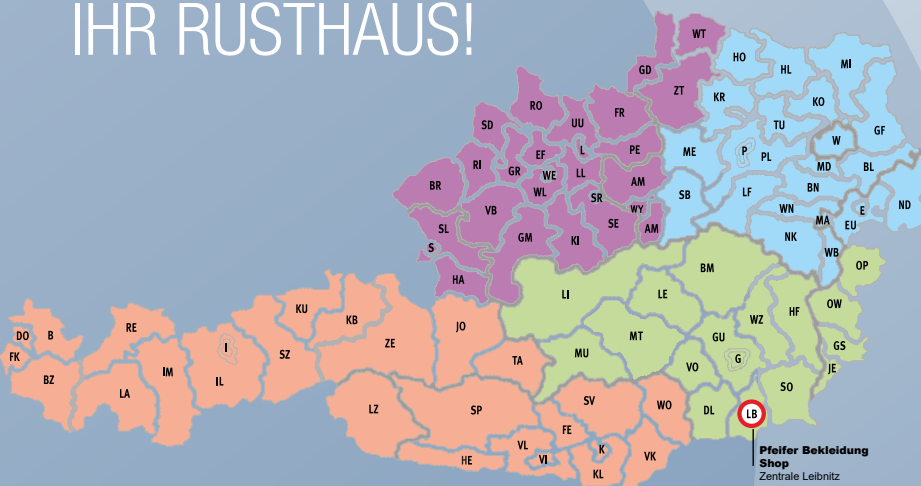 IHR RUSTHAUS!
WT
HO
HL
MI
GD
ZT
KR
KO
RO
FR
SD
UU
TU
GF
EF
L
PE
ME
P
PL
W
RI
GR
WE
LL
MD
BL
BR
WL
AM
SB
LF
BN
VB
SR
WY
WN
MA
E
ND
SL
GM
KI
SE
AM
NK
EU
S
WB
HA
LI
LE
BM
OP
KU
KB
JO
WZ
HF
OW
DO
B
RE
I
ZE
MT
GU
GS
FK
SZ
TA
MU
VO
G
JE
BZ
LA
IM
IL
SO
LZ
SP
SV
WO
DL
LB
FE
HE
VL
VI
K
KL
VK
Pfeifer Bekleidung
Shop
Zentrale Leibnitz